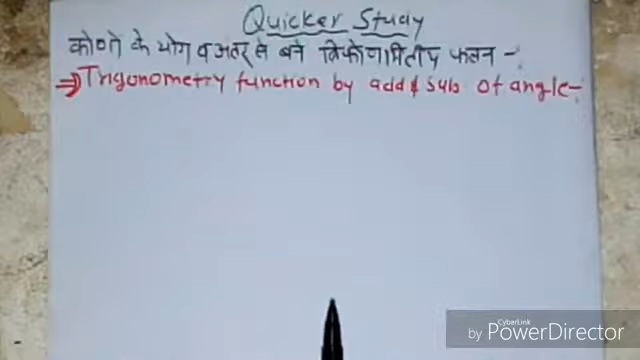 Quicker Study
कोणो के योग व अंतर से बने त्रिकोणमितीय फलन -:
⇒ Trigonometry function by add & sub. of angle-:
CyberLink
by PowerDirector